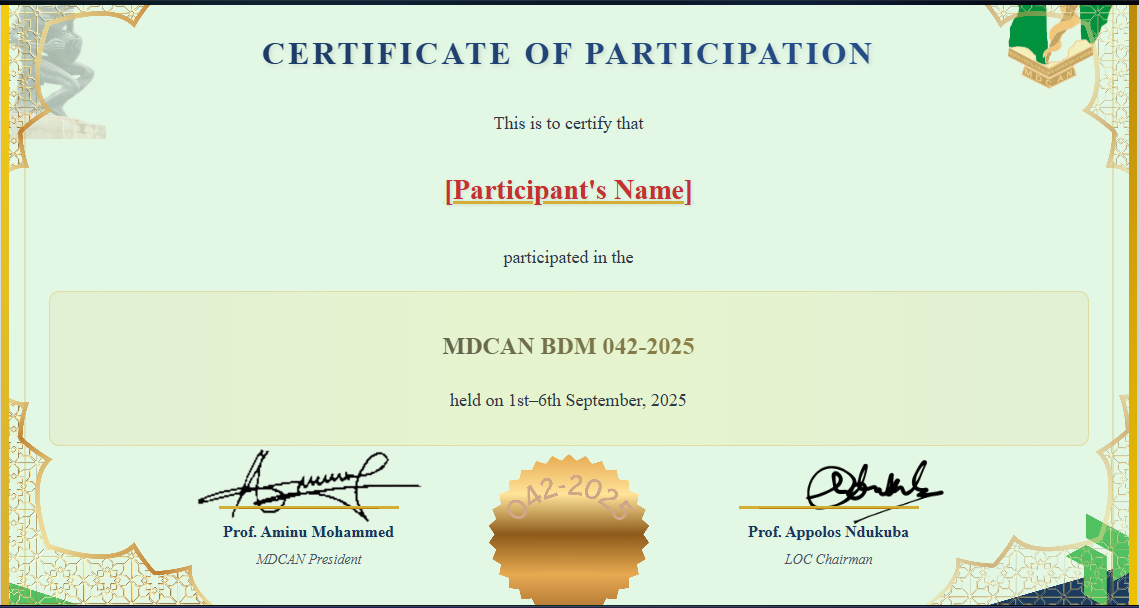 CERTIFICATE OF PARTICIPATION
MDCAN
This is to certify that
[Participant's Name]
participated in the
MDCAN BDM 042-2025
held on 1st–6th September, 2025
042-2025
Prof. Aminu Mohammed
MDCAN President
Prof. Appolos Ndukuba
LOC Chairman